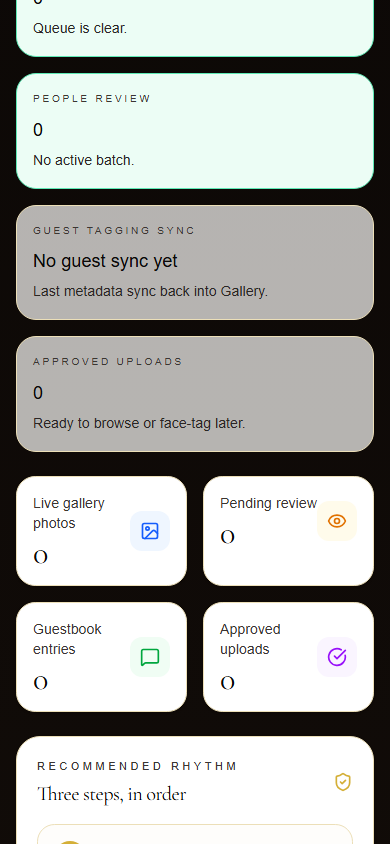 0
Queue is clear.
PEOPLE REVIEW
0
No active batch.
GUEST TAGGING SYNC
No guest sync yet
Last metadata sync back into Gallery.
APPROVED UPLOADS
0
Ready to browse or face-tag later.
Live gallery
photos
0
Pending review
0
Guestbook
entries
0
Approved
uploads
0
RECOMMENDED RHYTHM
Three steps, in order